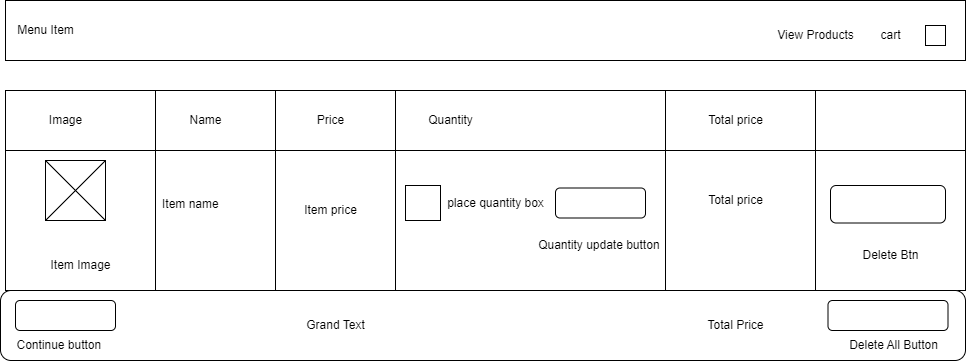 Menu Item
View Products
cart
Image
Name
Price
Quantity
Total price
Item name
Item price
place quantity box
Total price
Quantity update button
Delete Btn
Item Image
Grand Text
Total Price
Continue button
Delete All Button